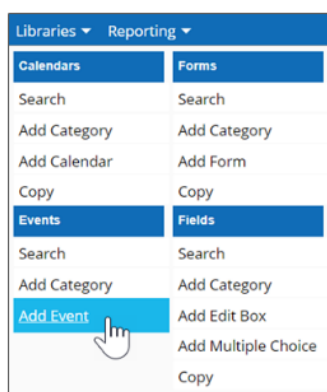 Libraries ▼ Reporting ▼
Calendars
Search
Add Category
Add Calendar
Copy
Forms
Search
Add Category
Add Form
Copy
Events
Search
Add Category
Add Event
Fields
Search
Add Category
Add Edit Box
Add Multiple Choice
Copy